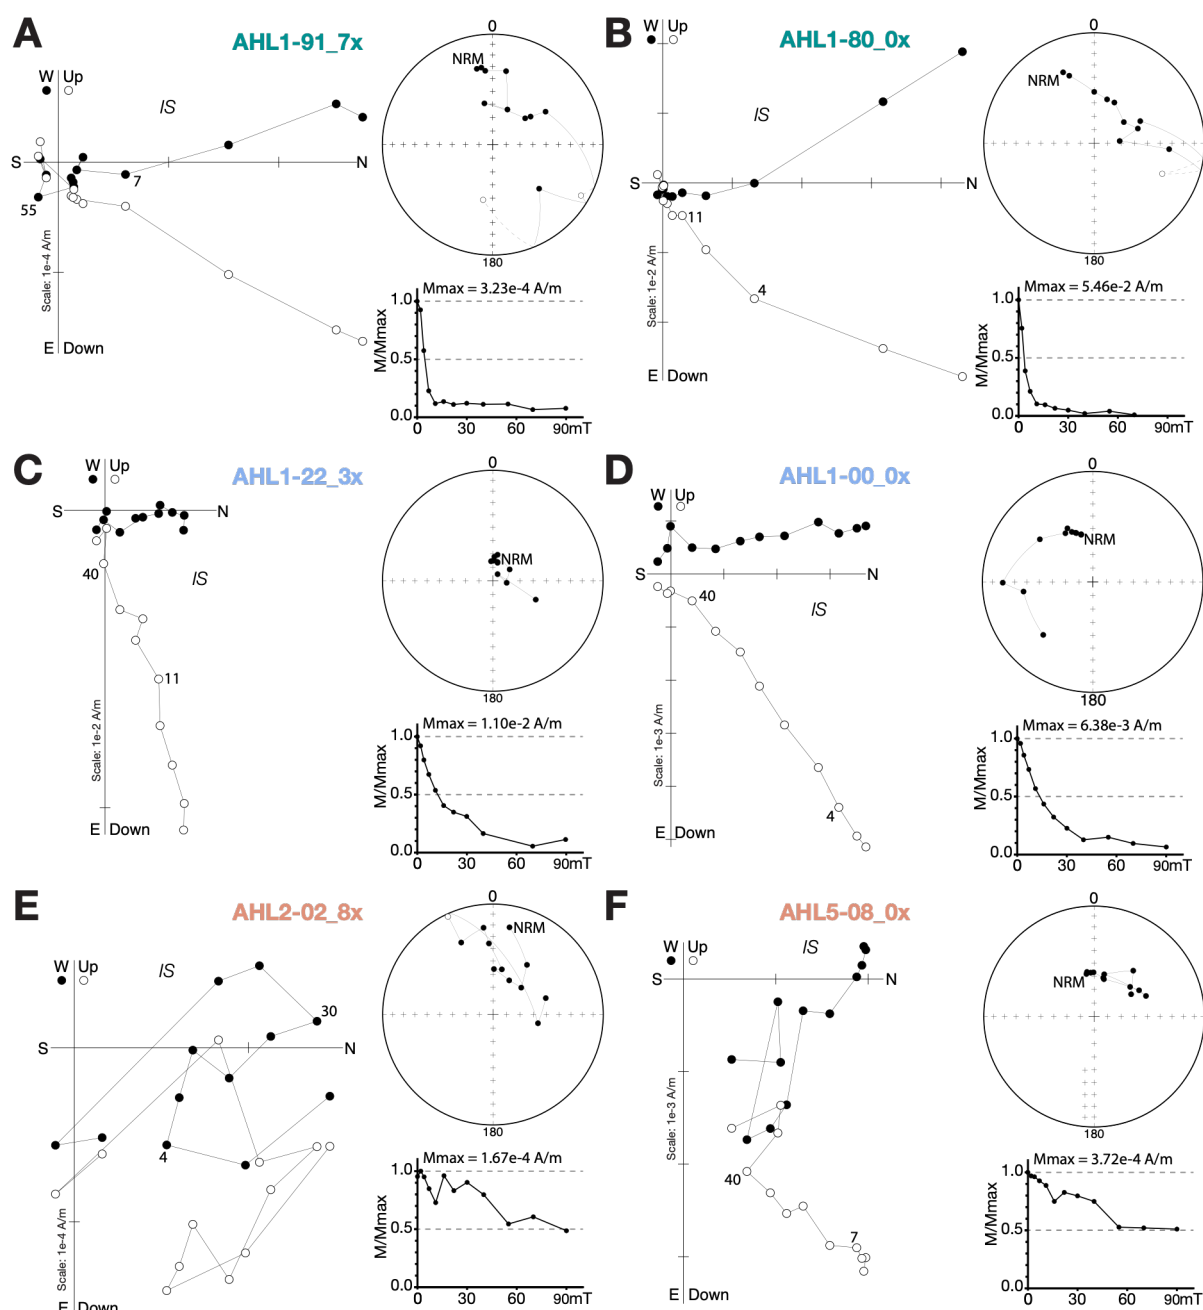 A
AHL1-91_7x
W Up
IS
S
N
7
55
Scale: 1e-4 A/m
E Down
0
NRM
180
Mmax = 3.23e-4 A/m
M/Mmax
1.0
0.5
0.0
0 30 60 90mT
B
AHL1-80_0x
W Up
IS
S
N
11
4
Scale: 1e-2 A/m
E Down
0
NRM
180
Mmax = 5.46e-2 A/m
M/Mmax
1.0
0.5
0.0
0 30 60 90mT
C
AHL1-22_3x
W Up
S
N
IS
40
11
Scale: 1e-2 A/m
E Down
0
NRM
180
Mmax = 1.10e-2 A/m
M/Mmax
1.0
0.5
0.0
0 30 60 90mT
D
AHL1-00_0x
W Up
S
N
40
IS
4
Scale: 1e-3 A/m
E Down
0
NRM
180
Mmax = 6.38e-3 A/m
M/Mmax
1.0
0.5
0.0
0 30 60 90mT
E
AHL2-02_8x
W Up
IS
30
S
N
4
Scale: 1e-4 A/m
E Down
0
NRM
180
Mmax = 1.67e-4 A/m
M/Mmax
1.0
0.5
0.0
0 30 60 90mT
F
AHL5-08_0x
W Up
IS
S
N
40
7
Scale: 1e-3 A/m
E Down
0
NRM
180
Mmax = 3.72e-4 A/m
M/Mmax
1.0
0.5
0.0
0 30 60 90mT